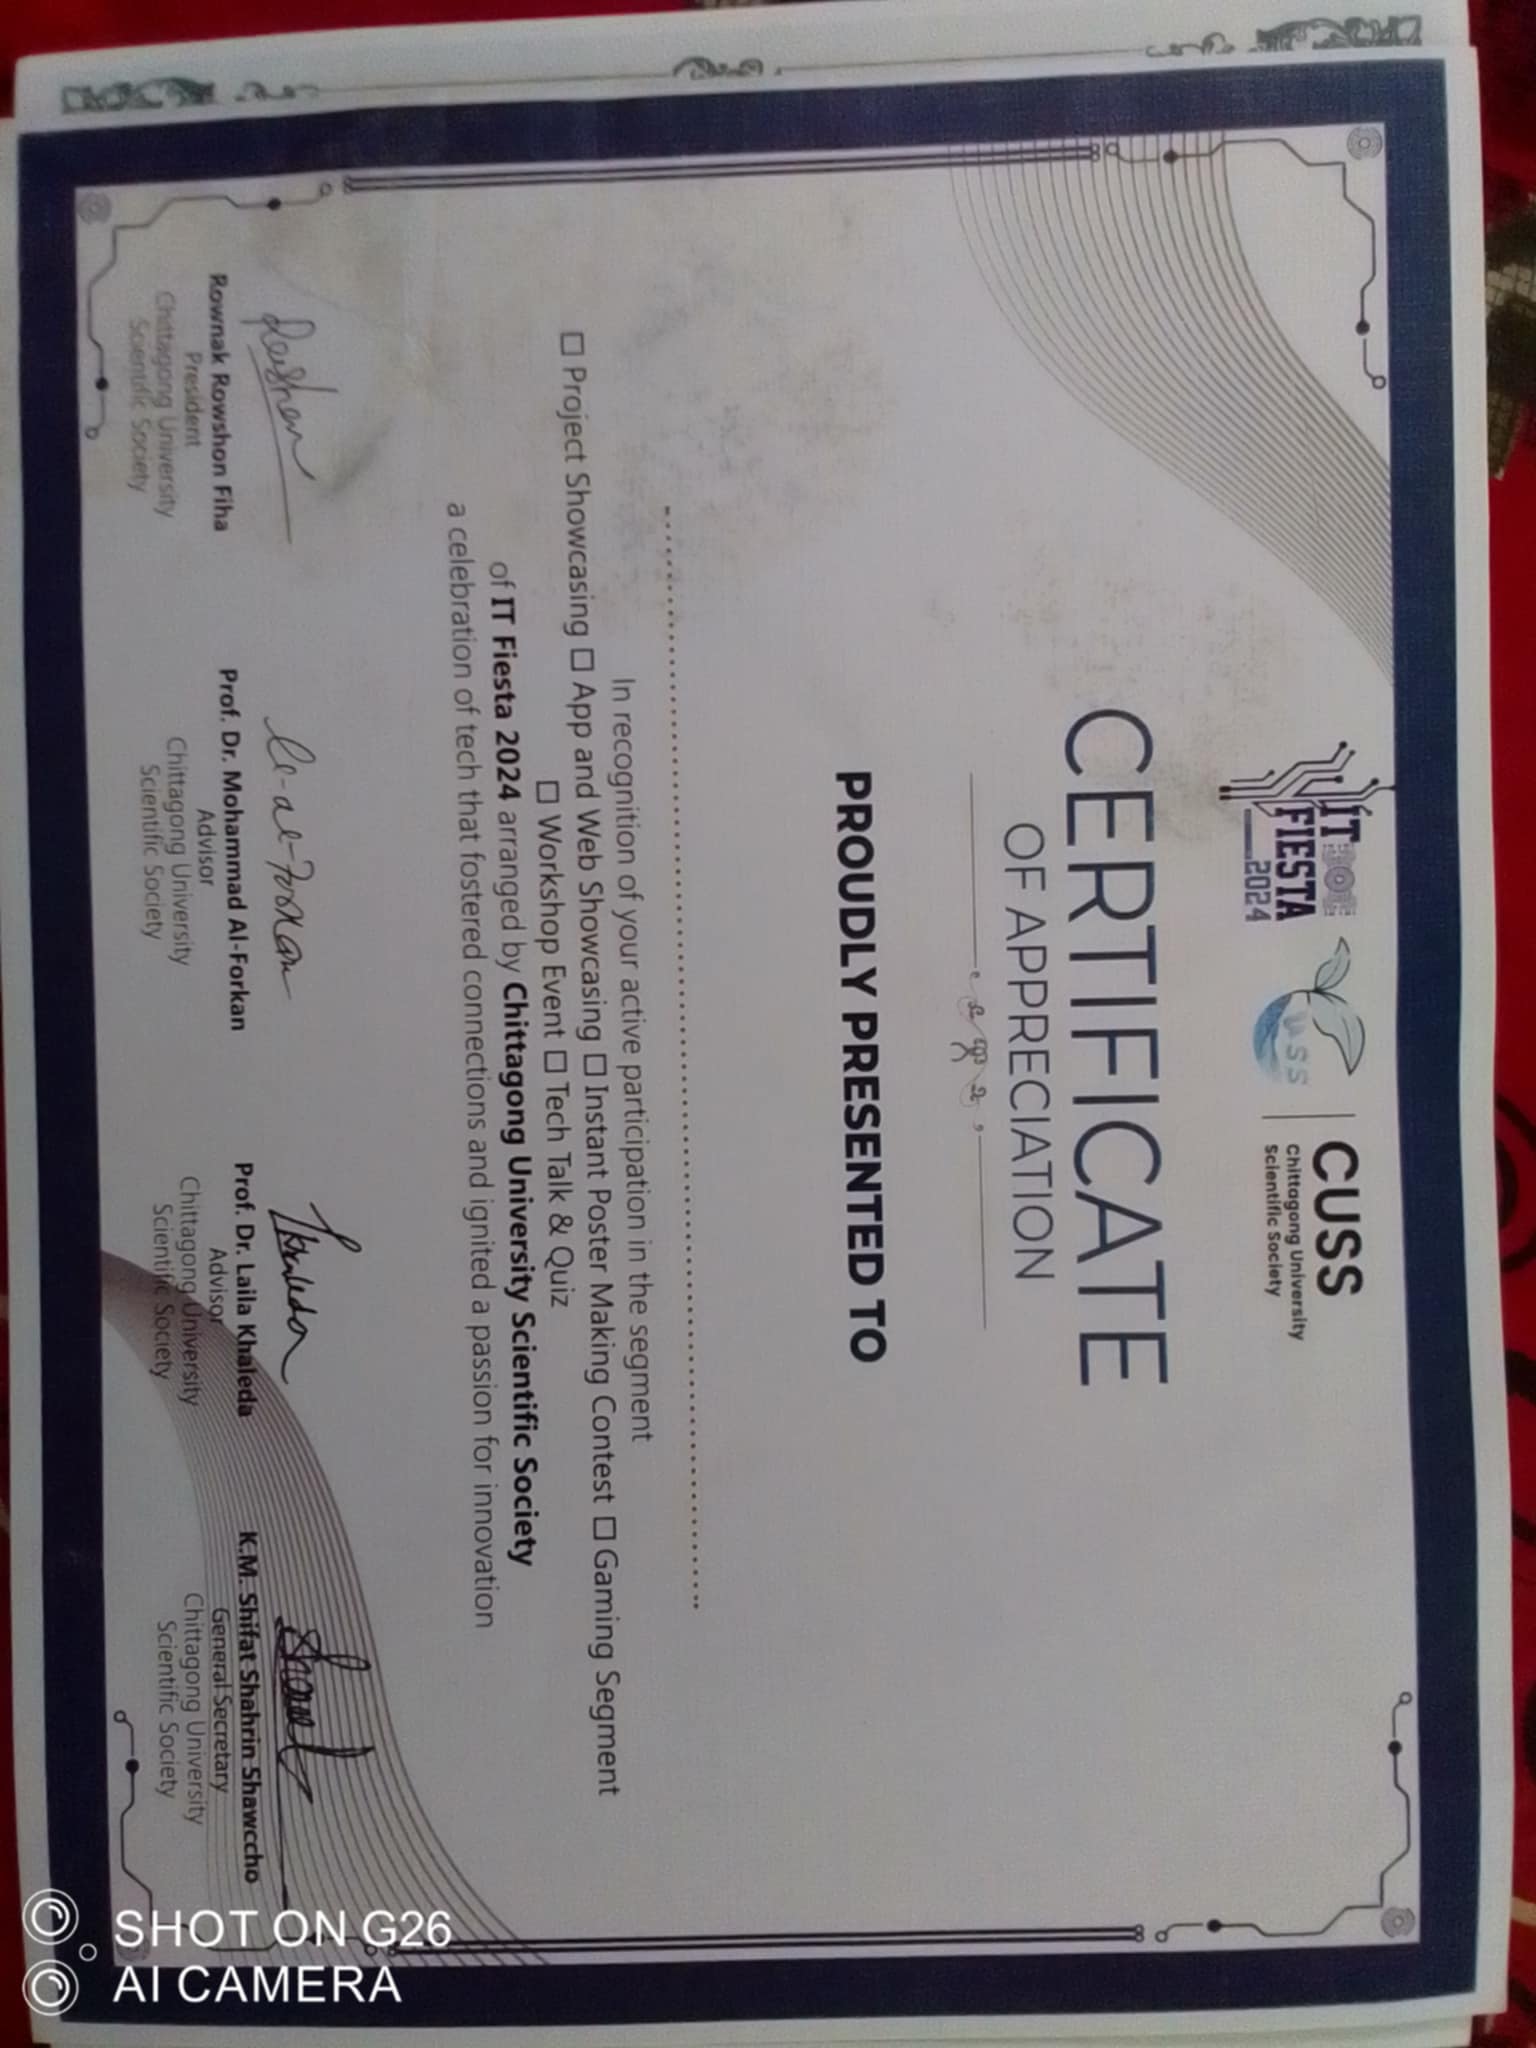 IT
FIESTA
2024
CUSS
CUSS
Chittagong University
Scientific Society
CERTIFICATE
OF APPRECIATION
PROUDLY PRESENTED TO
In recognition of your active participation in the segment
☐ Project Showcasing ☐ App and Web Showcasing ☐ Instant Poster Making Contest ☐ Gaming Segment
☐ Workshop Event ☐ Tech Talk & Quiz
of IT Fiesta 2024 arranged by Chittagong University Scientific Society
a celebration of tech that fostered connections and ignited a passion for innovation
Rownak Rowshon Fiha
President
Chittagong University
Scientific Society
Prof. Dr. Mohammad Al-Forkan
Advisor
Chittagong University
Scientific Society
Prof. Dr. Laila Khaleda
Advisor
Chittagong University
Scientific Society
K.M. Shifat Shahrin Shawccho
General Secretary
Chittagong University
Scientific Society
SHOT ON G26
AI CAMERA